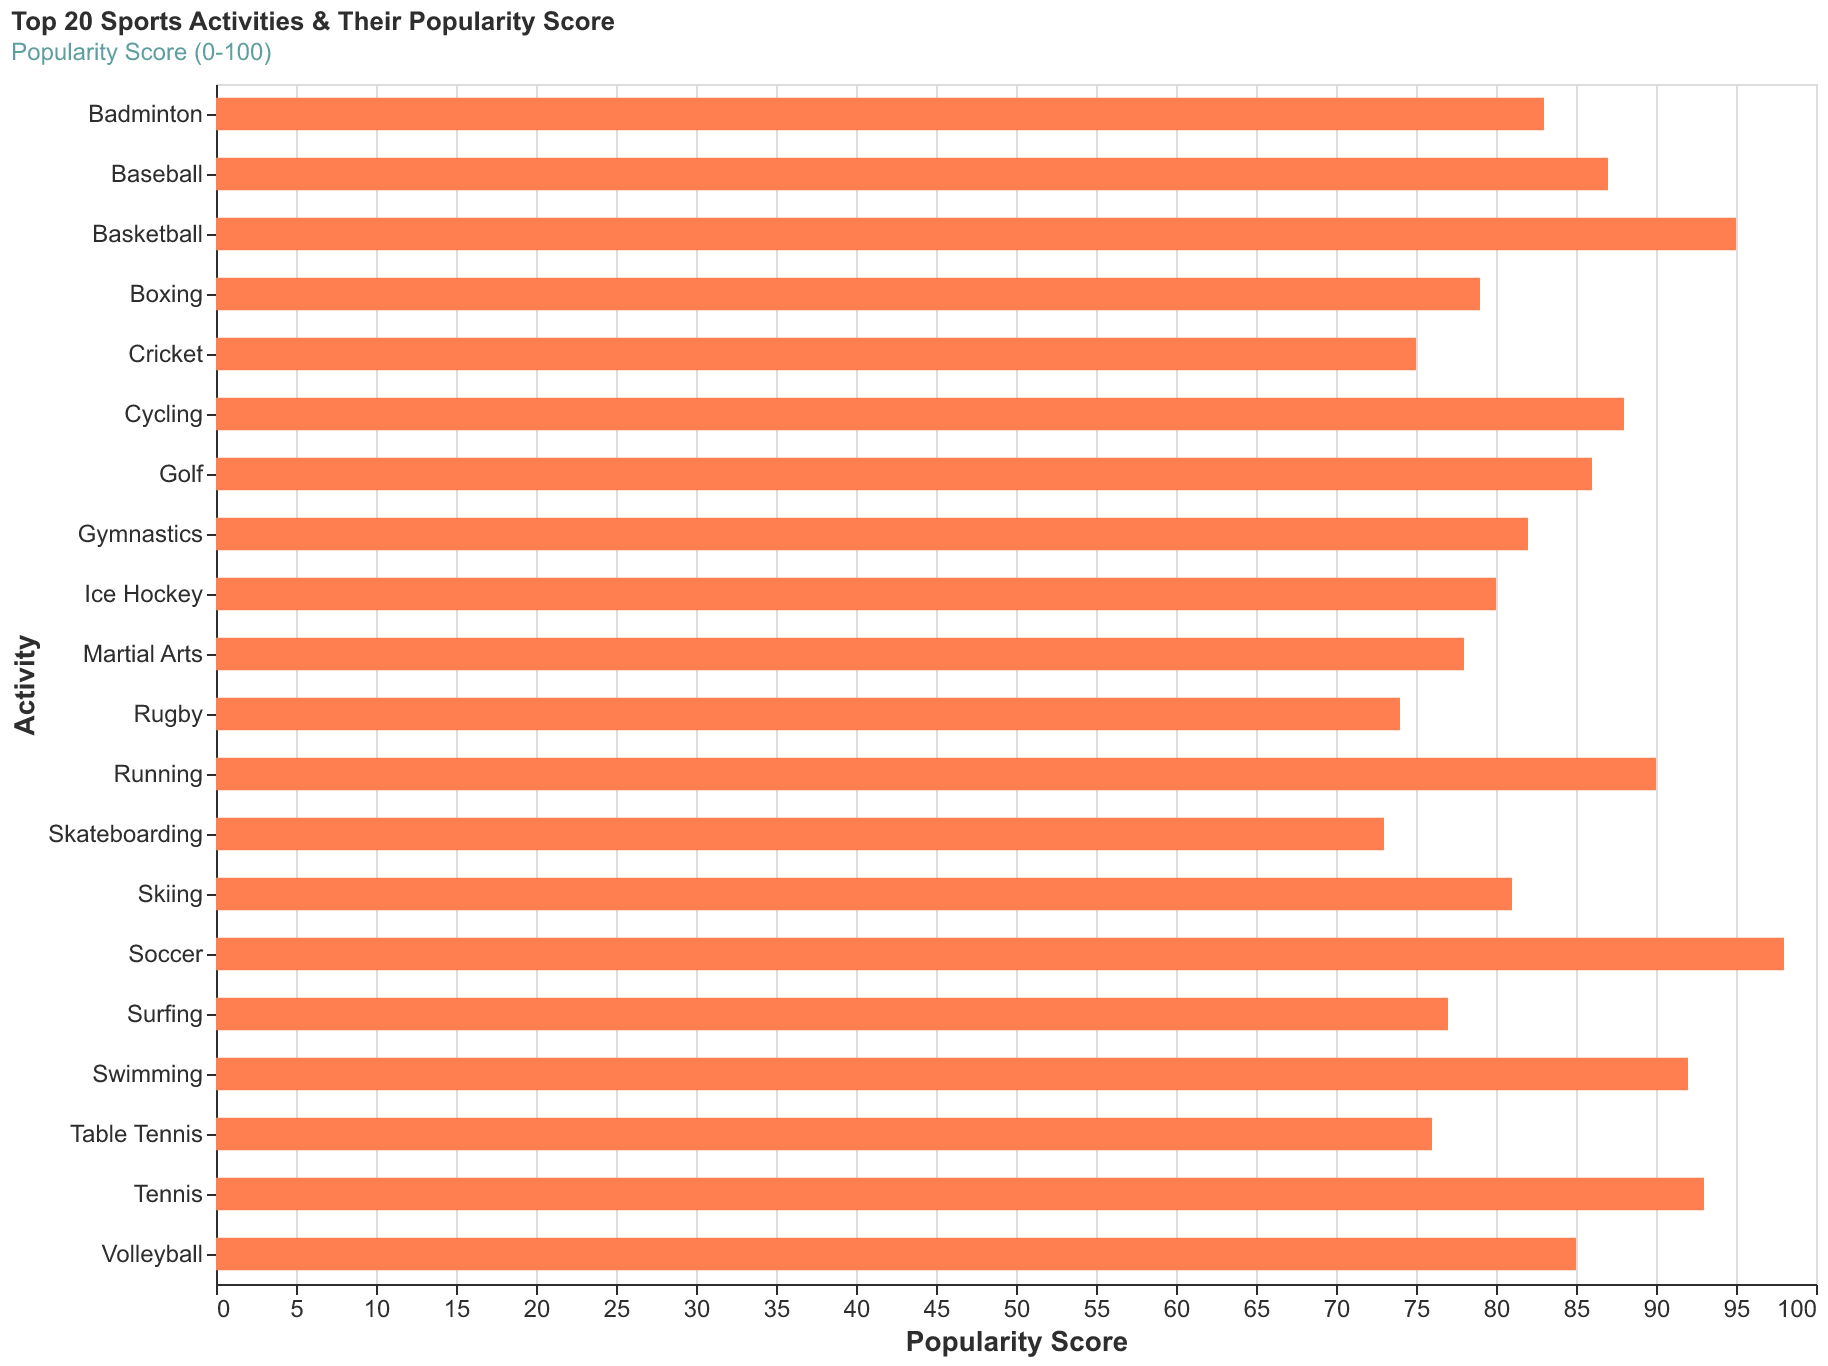 Top 20 Sports Activities & Their Popularity Score
Popularity Score (0-100)
Activity
Badminton
Baseball
Basketball
Boxing
Cricket
Cycling
Golf
Gymnastics
Ice Hockey
Martial Arts
Rugby
Running
Skateboarding
Skiing
Soccer
Surfing
Swimming
Table Tennis
Tennis
Volleyball
0 5 10 15 20 25 30 35 40 45 50 55 60 65 70 75 80 85 90 95 100
Popularity Score